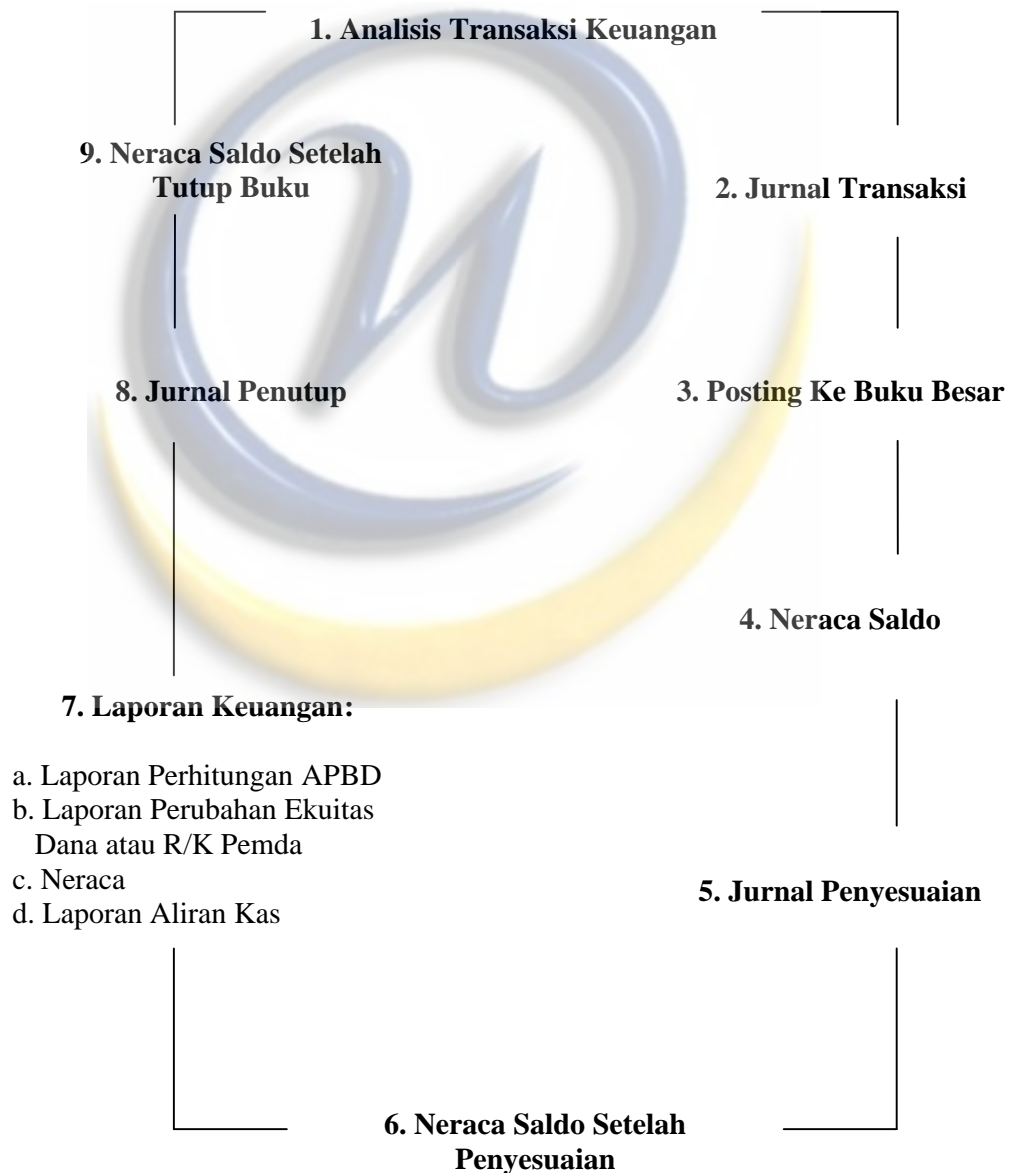 1. Analisis Transaksi Keuangan
9. Neraca Saldo Setelah
Tutup Buku
2. Jurnal Transaksi
8. Jurnal Penutup
3. Posting Ke Buku Besar
4. Neraca Saldo
7. Laporan Keuangan:
a. Laporan Perhitungan APBD
b. Laporan Perubahan Ekuitas
Dana atau R/K Pemda
c. Neraca
d. Laporan Aliran Kas
5. Jurnal Penyesuaian
6. Neraca Saldo Setelah
Penyesuaian